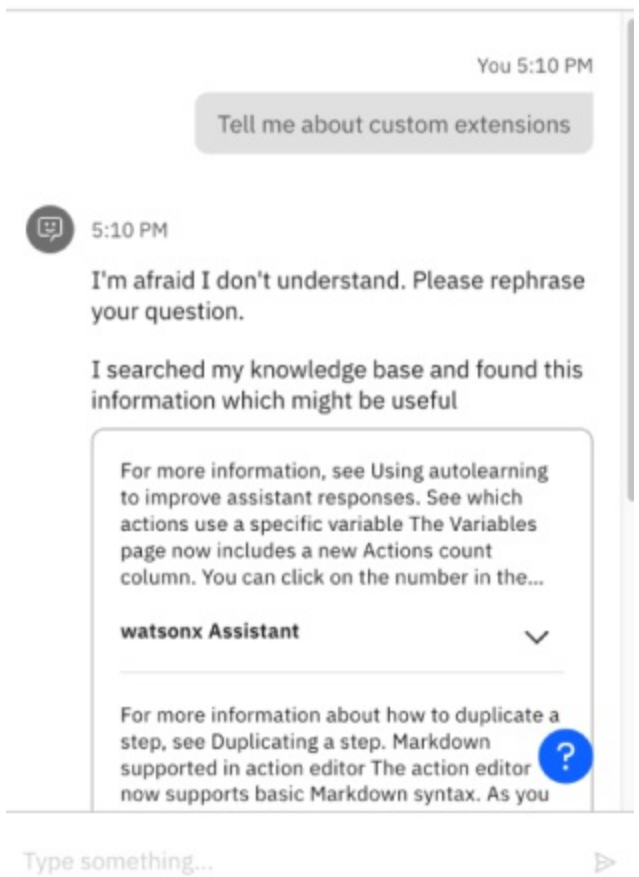 You 5:10 PM
Tell me about custom extensions
5:10 PM
I'm afraid I don't understand. Please rephrase
your question.
I searched my knowledge base and found this
information which might be useful
For more information, see Using autolearning
to improve assistant responses. See which
actions use a specific variable The Variables
page now includes a new Actions count
column. You can click on the number in the...
watsonx Assistant
For more information about how to duplicate a
step, see Duplicating a step. Markdown
supported in action editor The action editor
?
now supports basic Markdown syntax. As you
Type something...